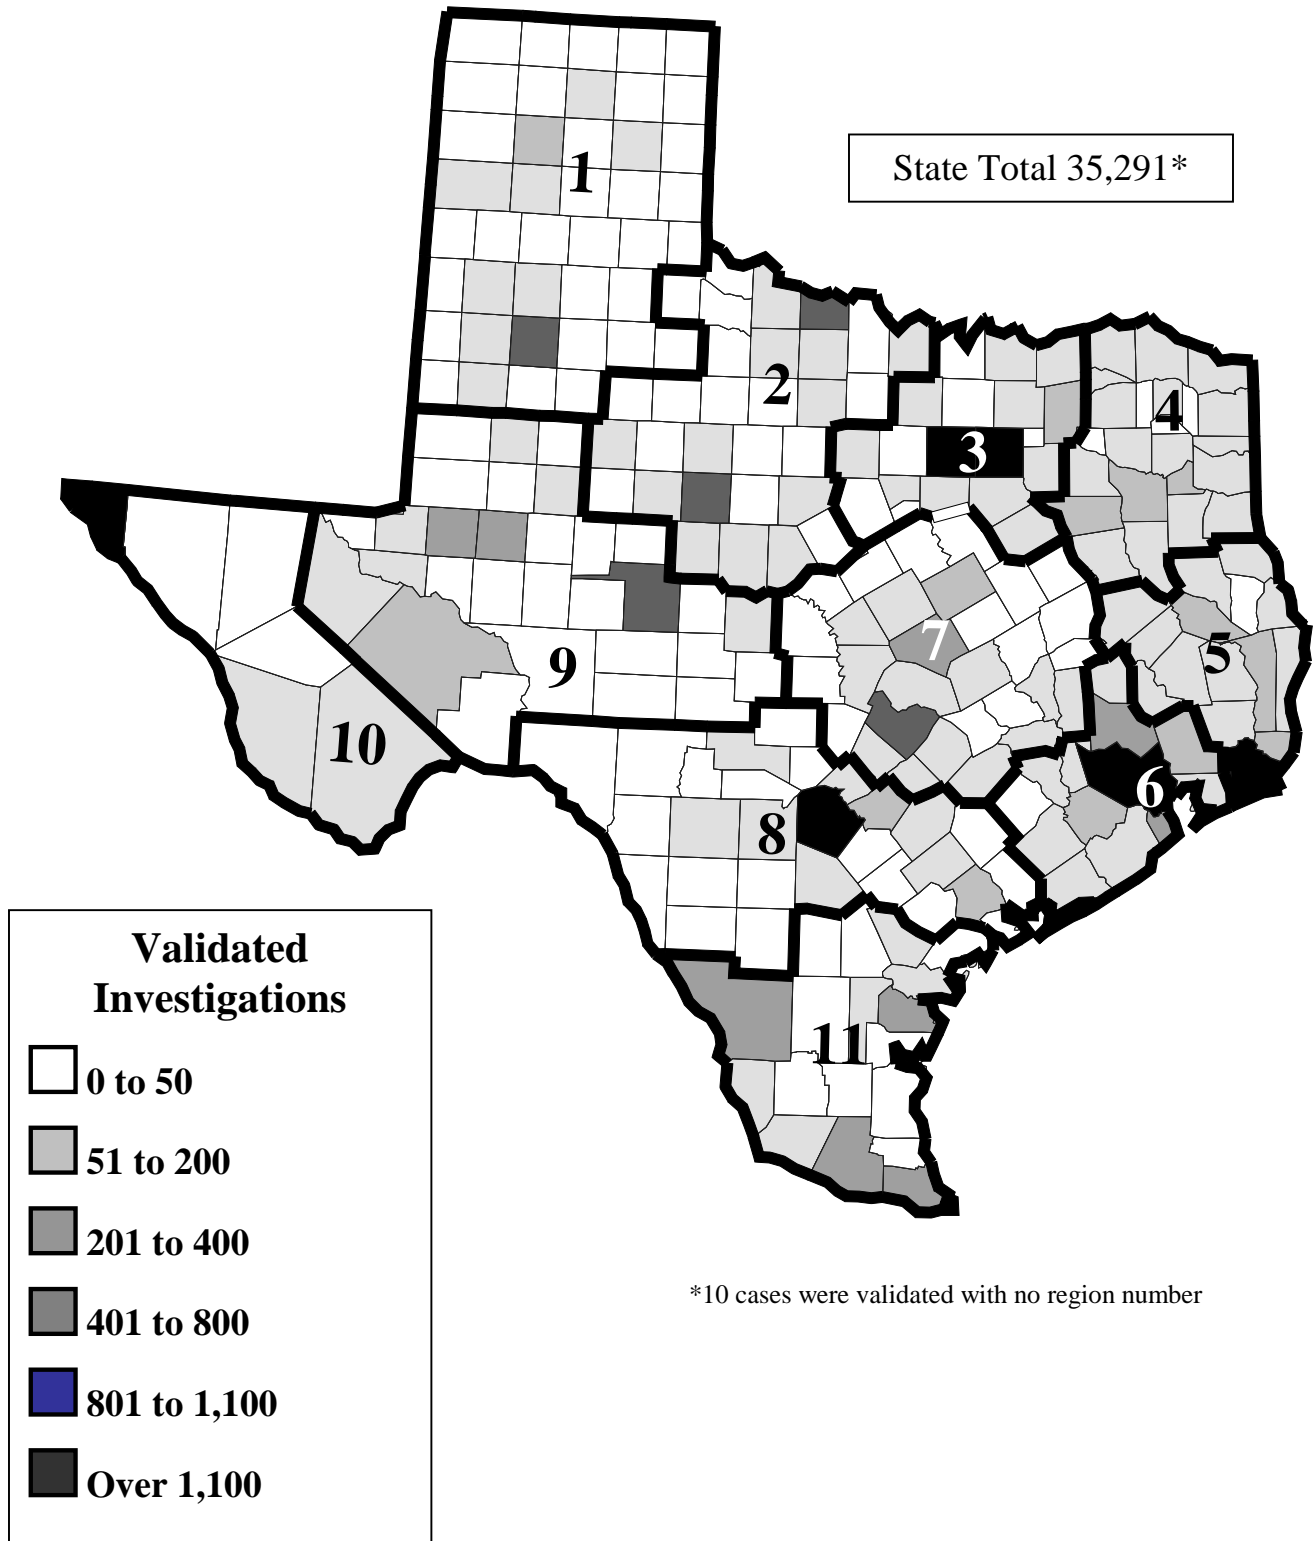 State Total 35,291*
1
2
3
4
5
6
7
8
9
10
11
Validated
Investigations
0 to 50
51 to 200
201 to 400
401 to 800
801 to 1,100
Over 1,100
*10 cases were validated with no region number